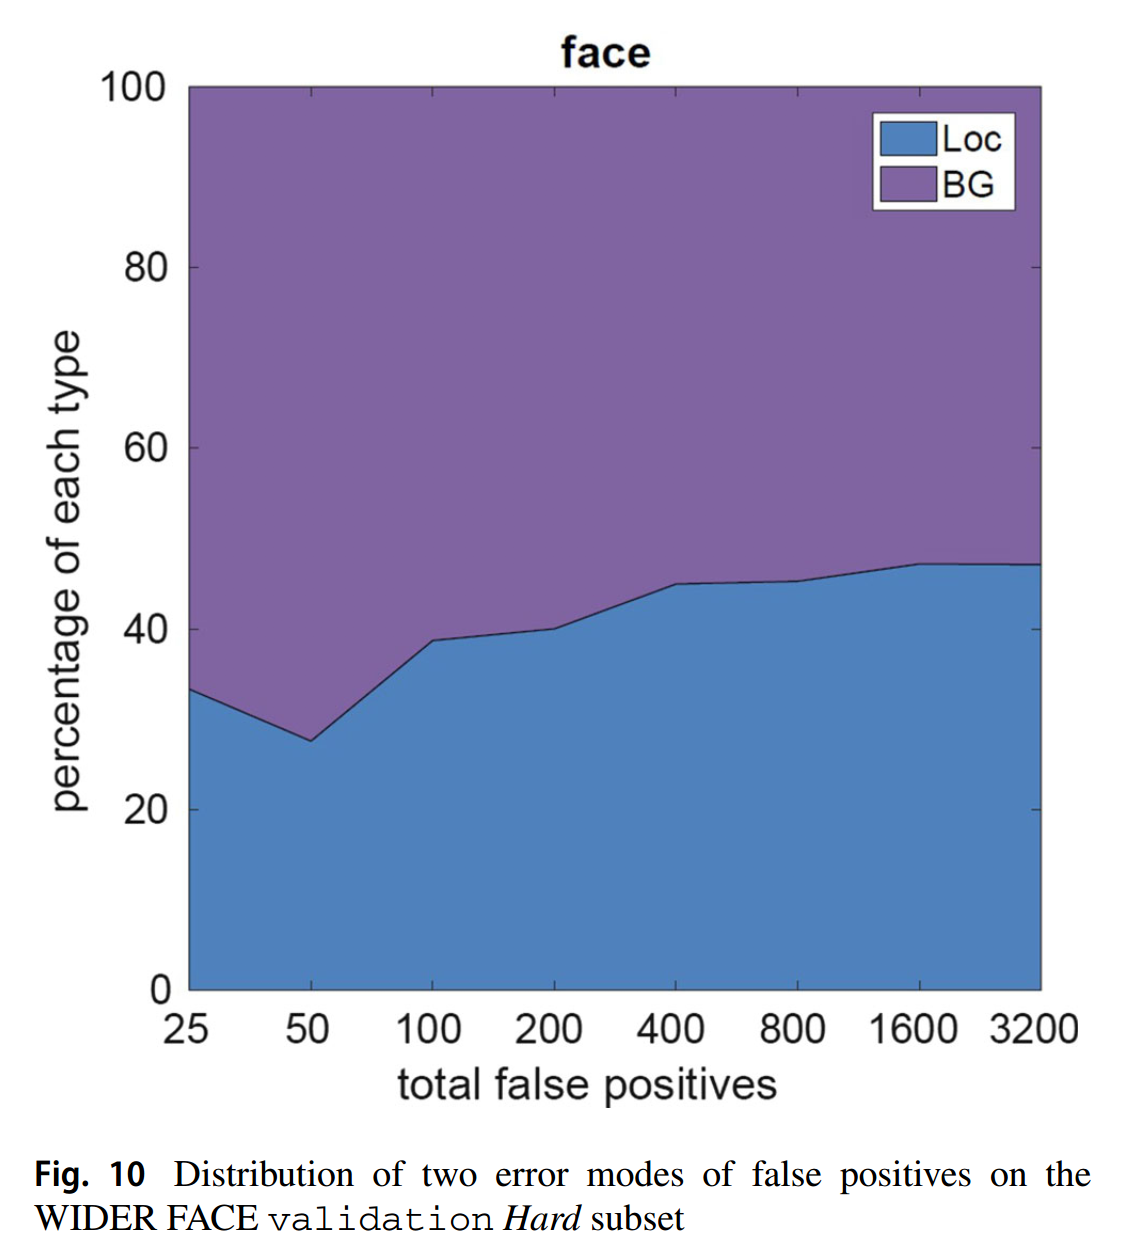 face
100
80
60
40
20
0
percentage of each type
Loc
BG
25 50 100 200 400 800 1600 3200
total false positives
Fig. 10 Distribution of two error modes of false positives on the
WIDER FACE validation Hard subset